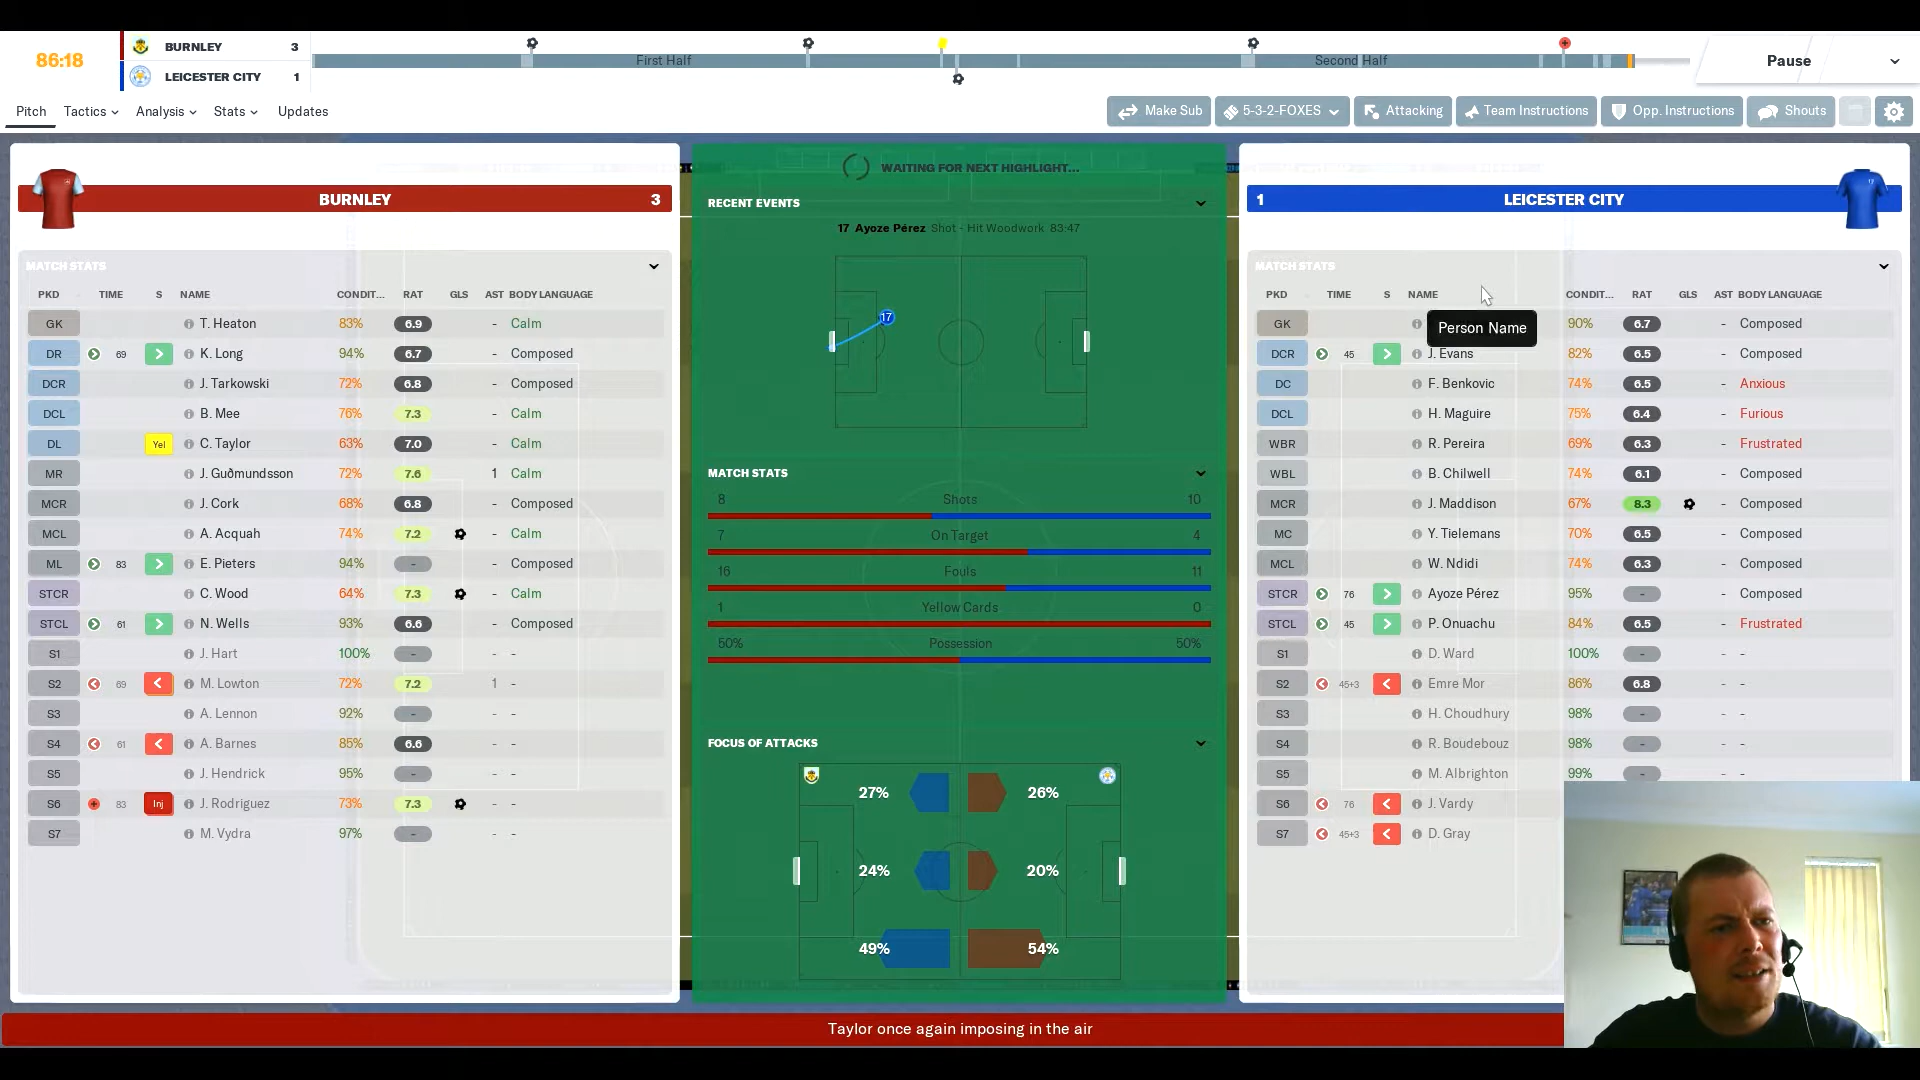 86:18
BURNLEY 3
LEICESTER CITY 1
First Half
Second Half
Pause
Pitch Tactics Analysis Stats Updates
Make Sub 5-3-2-FOXES Attacking Team Instructions Opp. Instructions Shouts
BURNLEY 3
MATCH STATS
PKD TIME S NAME CONDIT... RAT GLS AST BODY LANGUAGE
GK T. Heaton 83% 6.9 - Calm
DR 69 K. Long 94% 6.7 - Composed
DCR J. Tarkowski 72% 6.8 - Composed
DCL B. Mee 76% 7.3 - Calm
DL Yel C. Taylor 63% 7.0 - Calm
MR J. Guðmundsson 72% 7.6 1 Calm
MCR J. Cork 68% 6.8 - Composed
MCL A. Acquah 74% 7.2 - Calm
ML 83 E. Pieters 94% - - Composed
STCR C. Wood 64% 7.3 - Calm
STCL 61 N. Wells 93% 6.6 - Composed
S1 J. Hart 100% - - -
S2 69 M. Lowton 72% 7.2 1 -
S3 A. Lennon 92% - - -
S4 61 A. Barnes 85% 6.6 - -
S5 J. Hendrick 95% - - -
S6 83 Inj J. Rodriguez 73% 7.3 - -
S7 M. Vydra 97% - - -
WAITING FOR NEXT HIGHLIGHT...
RECENT EVENTS
17 Ayoze Pérez Shot - Hit Woodwork 83:47
17
MATCH STATS
8 Shots 10
7 On Target 4
16 Fouls 11
1 Yellow Cards 0
50% Possession 50%
FOCUS OF ATTACKS
27% 26%
24% 20%
49% 54%
1 LEICESTER CITY
17
MATCH STATS
PKD TIME S NAME CONDIT... RAT GLS AST BODY LANGUAGE
Person Name
GK 90% 6.7 - Composed
DCR 45 J. Evans 82% 6.5 - Composed
DC F. Benkovic 74% 6.5 - Anxious
DCL H. Maguire 75% 6.4 - Furious
WBR R. Pereira 69% 6.3 - Frustrated
WBL B. Chilwell 74% 6.1 - Composed
MCR J. Maddison 67% 8.3 - Composed
MC Y. Tielemans 70% 6.5 - Composed
MCL W. Ndidi 74% 6.3 - Composed
STCR 76 Ayoze Pérez 95% - - Composed
STCL 45 P. Onuachu 84% 6.5 - Frustrated
S1 D. Ward 100% - - -
S2 45+3 Emre Mor 86% 6.8 - -
S3 H. Choudhury 98% - - -
S4 R. Boudebouz 98% - - -
S5 M. Albrighton 99% - - -
S6 76 J. Vardy
S7 45+3 D. Gray
Taylor once again imposing in the air